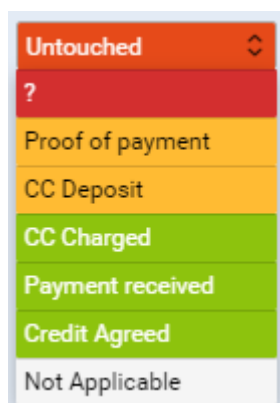 Untouched
?
Proof of payment
CC Deposit
CC Charged
Payment received
Credit Agreed
Not Applicable